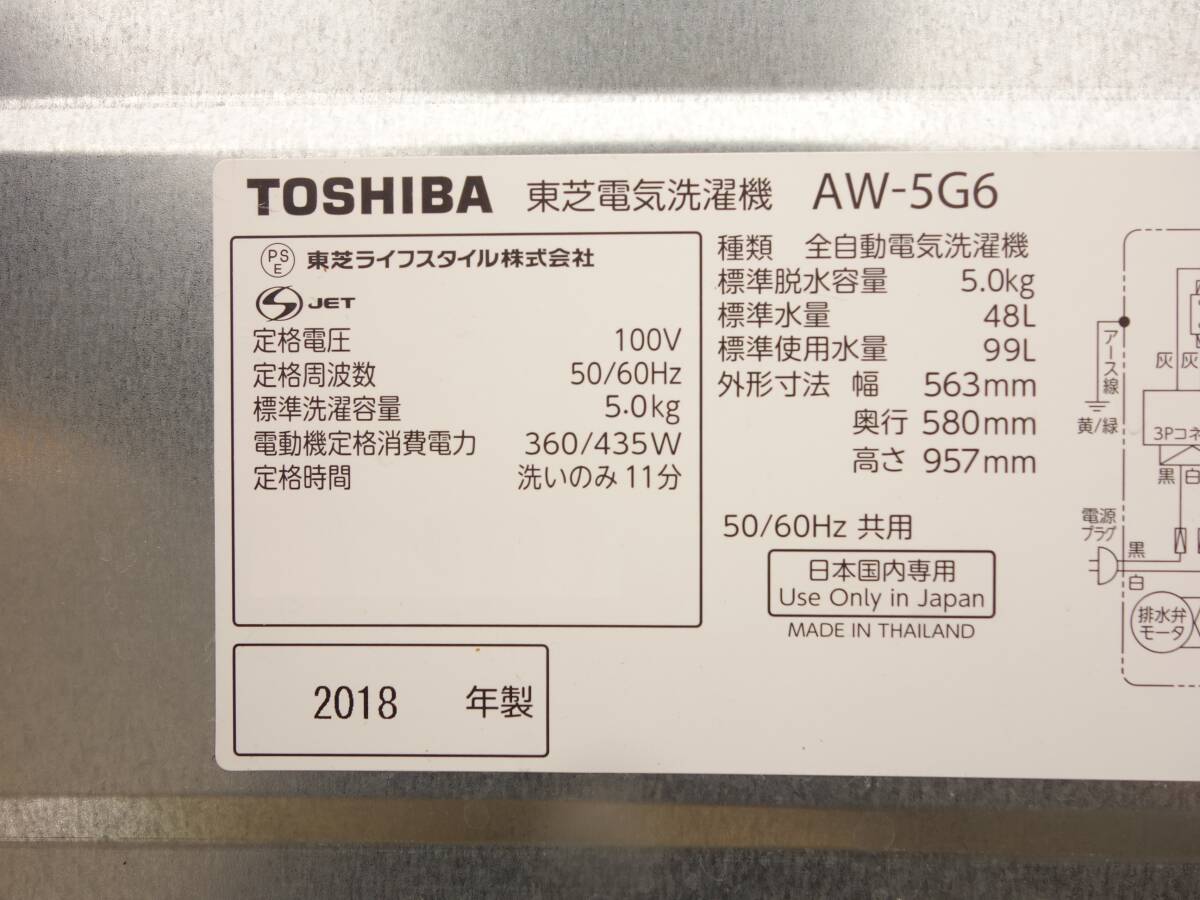 TOSHIBA 東芝電気洗濯機 AW-5G6
PS
E
東芝ライフスタイル株式会社
S JET
定格電圧 100V
定格周波数 50/60Hz
標準洗濯容量 5.0kg
電動機定格消費電力 360/435W
定格時間 洗いのみ 11分
2018 年製
種類 全自動電気洗濯機
標準脱水容量 5.0kg
標準水量 48L
標準使用水量 99L
外形寸法 幅 563mm
奥行 580mm
高さ 957mm
50/60Hz 共用
日本国内専用
Use Only in Japan
MADE IN THAILAND
アース線
黄/緑
灰 灰
3Pコネ
黒 白
電源
プラグ
黒
白
排水弁
モータ